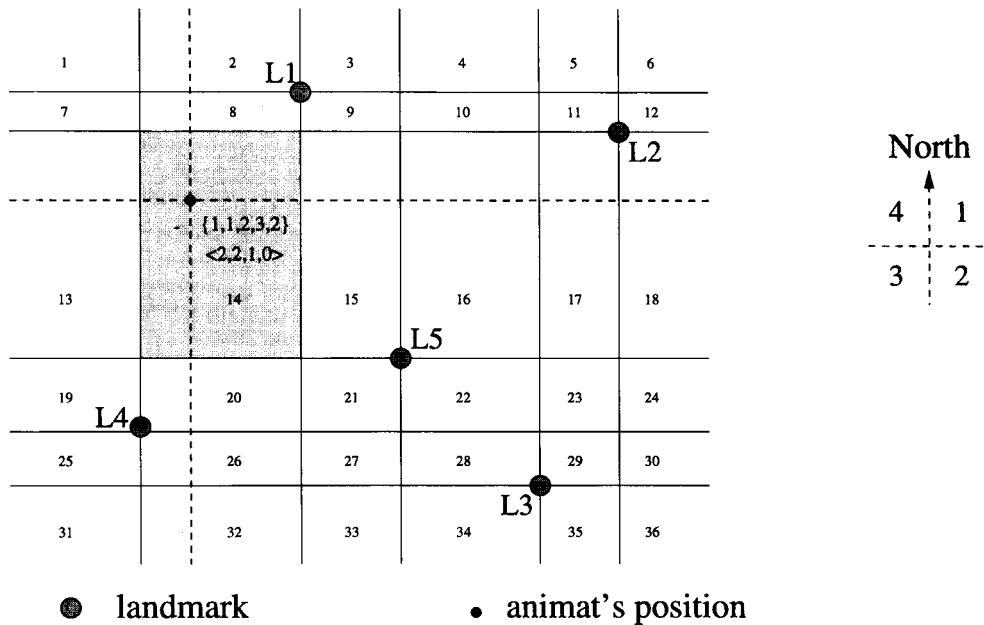 1 2 3 4 5 6
L1
7 8 9 10 11 12
L2
North
4 1
3 2
{1,1,2,3,2}
<2,2,1,0>
13 14 15 16 17 18
L5
19 20 21 22 23 24
L4
25 26 27 28 29 30
L3
31 32 33 34 35 36
landmark
animat's position